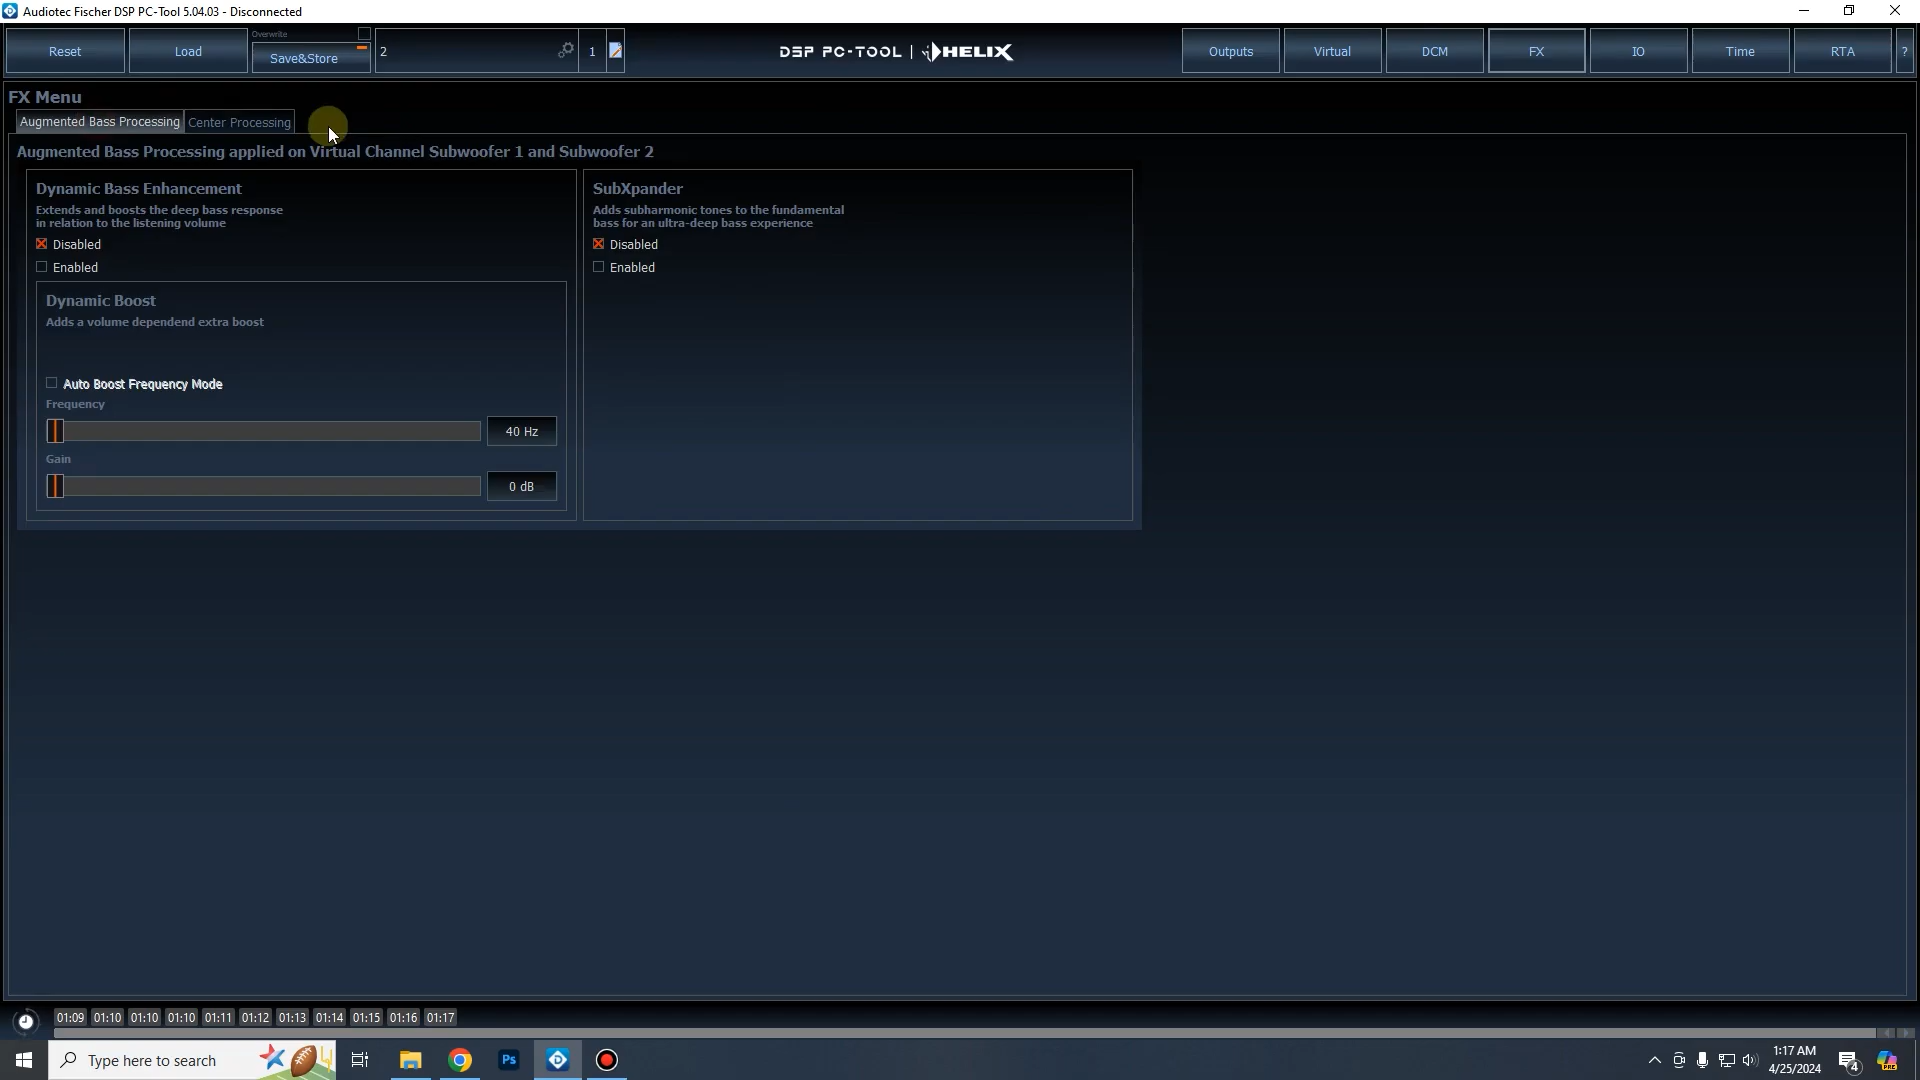 Audiotec Fischer DSP PC-Tool 5.04.03 - Disconnected
Reset
Load
Overwrite
Save&Store
2
1
DSP PC-TOOL | HELIX
Outputs
Virtual
DCM
FX
IO
Time
RTA
?
FX Menu
Augmented Bass Processing
Center Processing
Augmented Bass Processing applied on Virtual Channel Subwoofer 1 and Subwoofer 2
Dynamic Bass Enhancement
Extends and boosts the deep bass response
in relation to the listening volume
Disabled
Enabled
Dynamic Boost
Adds a volume dependend extra boost
Auto Boost Frequency Mode
Frequency
40 Hz
Gain
0 dB
SubXpander
Adds subharmonic tones to the fundamental
bass for an ultra-deep bass experience
Disabled
Enabled
01:09 01:10 01:10 01:10 01:11 01:12 01:13 01:14 01:15 01:16 01:17
Type here to search
Ps
1:17 AM
4/25/2024
4
PRE